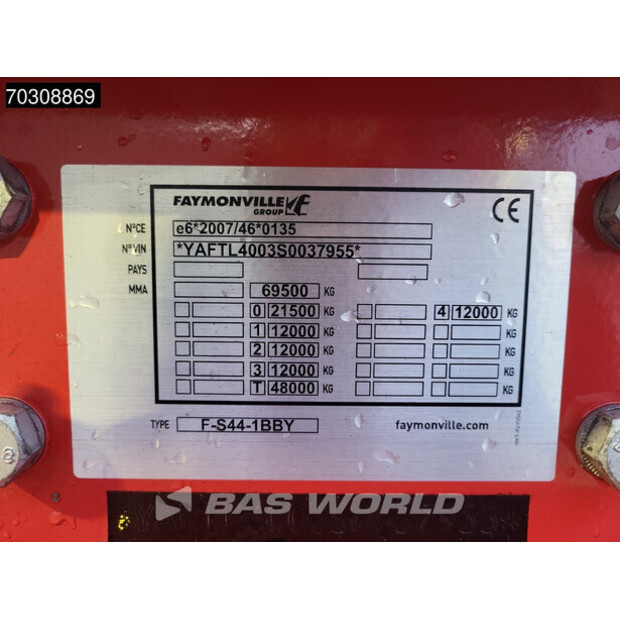 70308869
FAYMONVILLE
GROUP
CE
N°CE e6*2007/46*0135
N°VIN *YAFTL4003S0037955*
PAYS
MMA 69500 KG
0 21500 KG 4 12000 KG
1 12000 KG KG
2 12000 KG KG
3 12000 KG KG
T 48000 KG KG
TYPE F-S44-1BBY faymonville.com
BAS WORLD